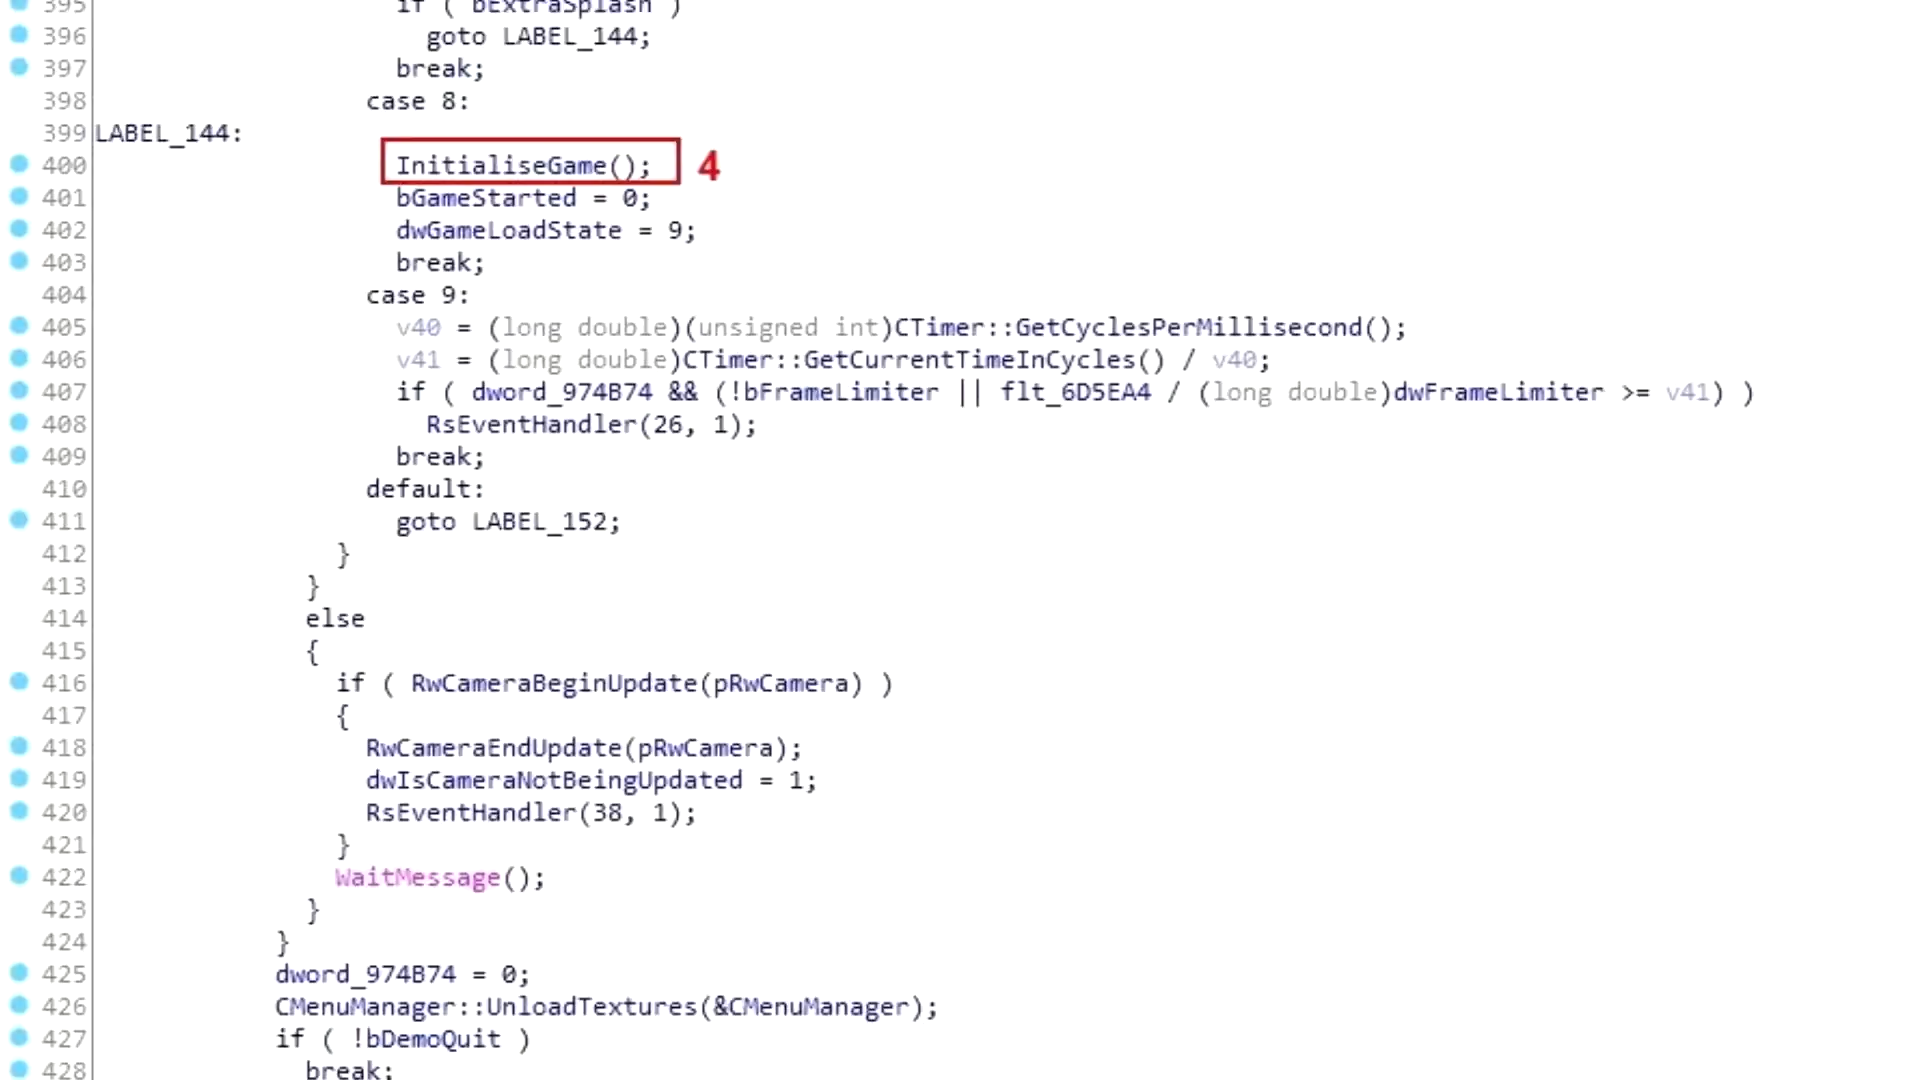 395 if ( bExtraSplash )
396 goto LABEL_144;
397 break;
398 case 8:
399 LABEL_144:
400 InitialiseGame(); 4
401 bGameStarted = 0;
402 dwGameLoadState = 9;
403 break;
404 case 9:
405 v40 = (long double)(unsigned int)CTimer::GetCyclesPerMillisecond();
406 v41 = (long double)CTimer::GetCurrentTimeInCycles() / v40;
407 if ( dword_974B74 && (!bFrameLimiter || flt_6D5EA4 / (long double)dwFrameLimiter >= v41) )
408 RsEventHandler(26, 1);
409 break;
410 default:
411 goto LABEL_152;
412 }
413 }
414 else
415 {
416 if ( RwCameraBeginUpdate(pRwCamera) )
417 {
418 RwCameraEndUpdate(pRwCamera);
419 dwIsCameraNotBeingUpdated = 1;
420 RsEventHandler(38, 1);
421 }
422 WaitMessage();
423 }
424 }
425 dword_974B74 = 0;
426 CMenuManager::UnloadTextures(&CMenuManager);
427 if ( !bDemoQuit )
428 break;